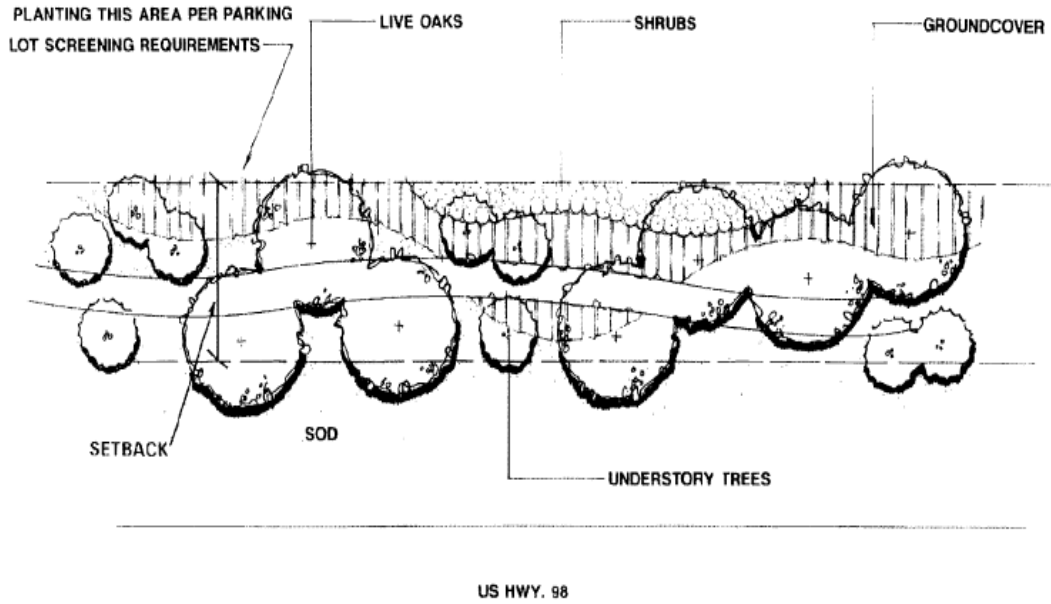 PLANTING THIS AREA PER PARKING
LOT SCREENING REQUIREMENTS
LIVE OAKS
SHRUBS
GROUNDCOVER
SETBACK
SOD
UNDERSTORY TREES
US HWY. 98